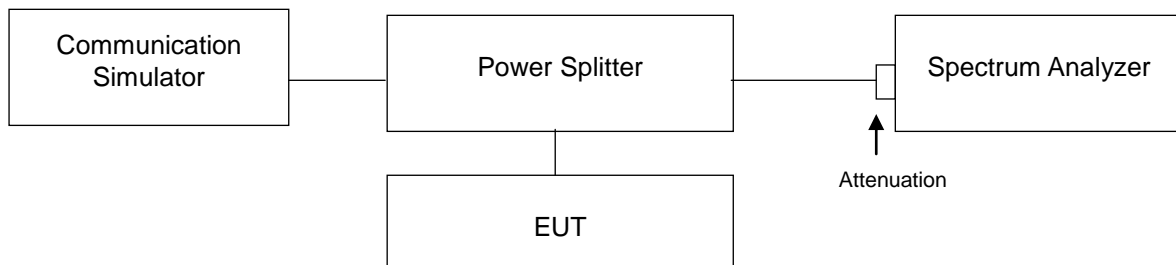 Communication
Simulator
Power Splitter
Spectrum Analyzer
Attenuation
EUT